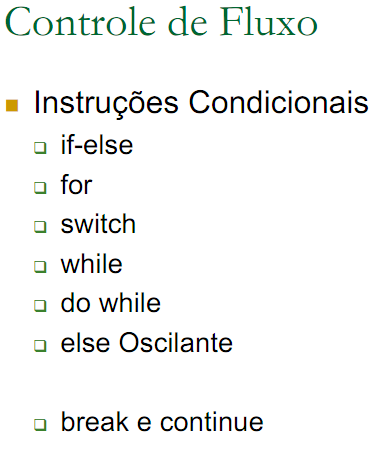 Controle de Fluxo
Instruções Condicionais
if-else
for
switch
while
do while
else Oscilante
break e continue